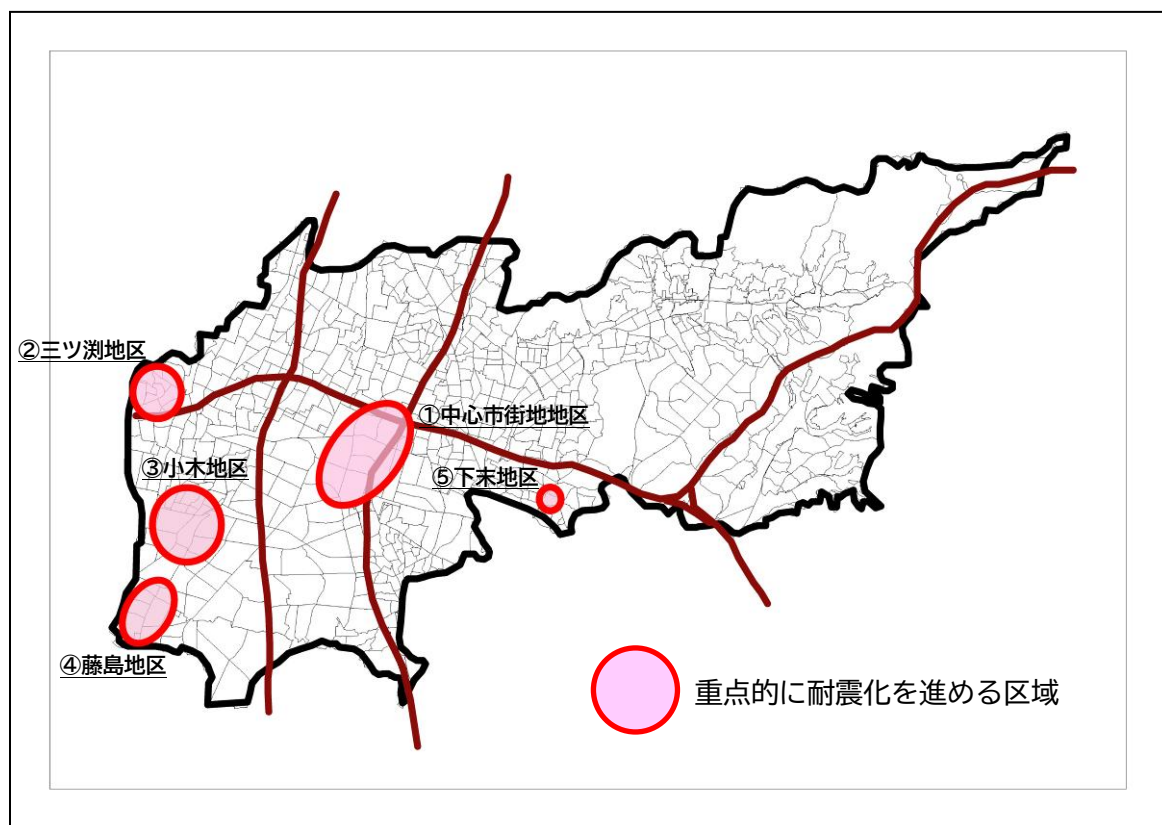 ②三ツ渕地区
①中心市街地地区
③小木地区
⑤下末地区
④藤島地区
重点的に耐震化を進める区域